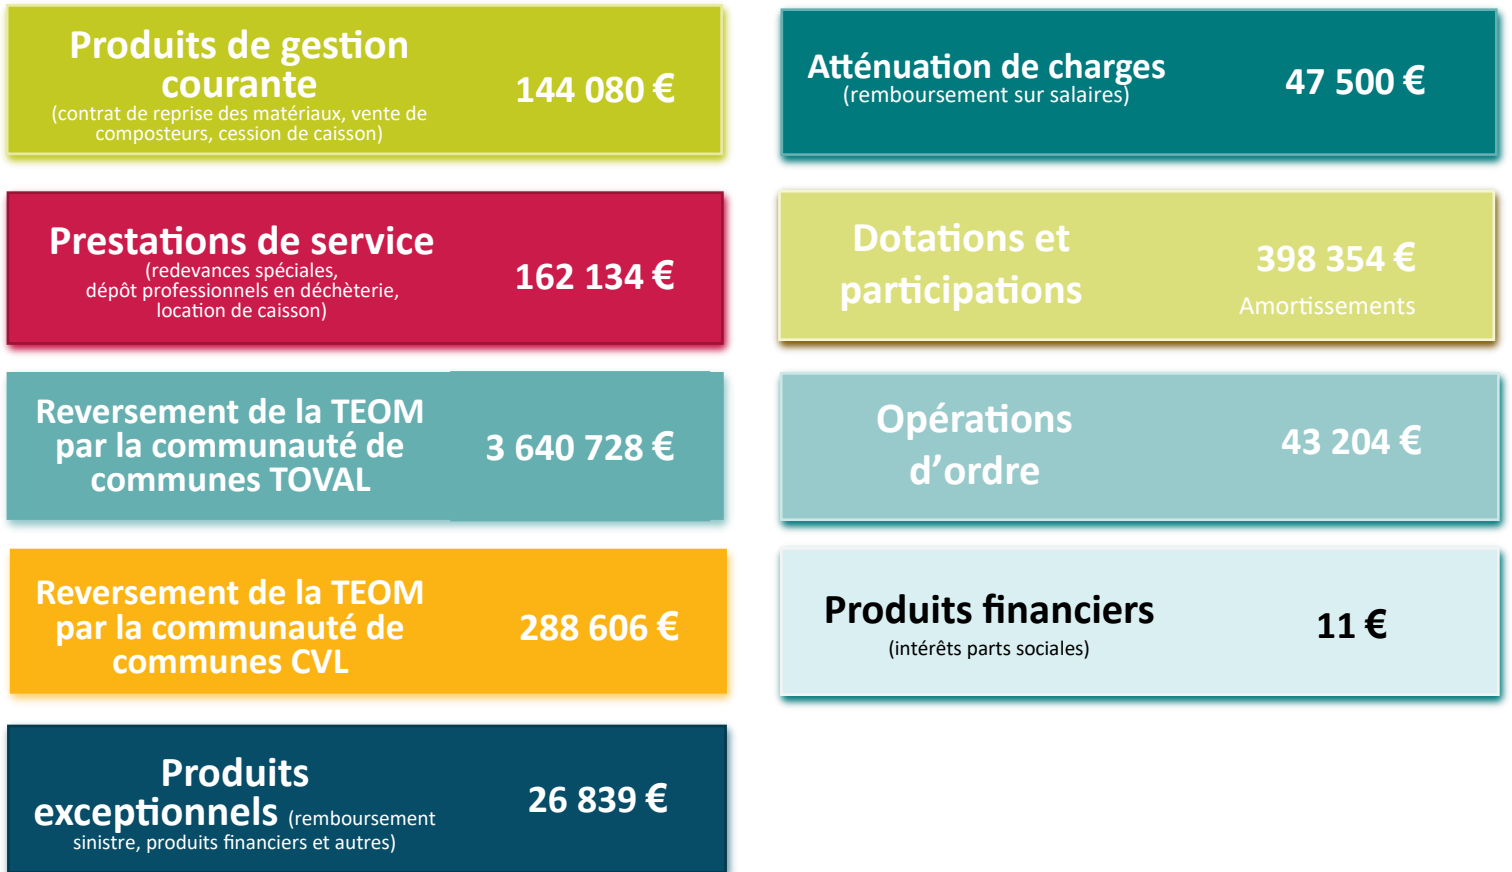 Produits de gestion
courante
(contrat de reprise des matériaux, vente de
composteurs, cession de caisson)
144 080 €
Prestations de service
(redevances spéciales,
dépôt professionnels en déchèterie,
location de caisson)
162 134 €
Reversement de la TEOM
par la communauté de
communes TOVAL
3 640 728 €
Reversement de la TEOM
par la communauté de
communes CVL
288 606 €
Produits
exceptionnels (remboursement
sinistre, produits financiers et autres)
26 839 €
Atténuation de charges
(remboursement sur salaires)
47 500 €
Dotations et
participations
398 354 €
Amortissements
Opérations
d’ordre
43 204 €
Produits financiers
(intérêts parts sociales)
11 €